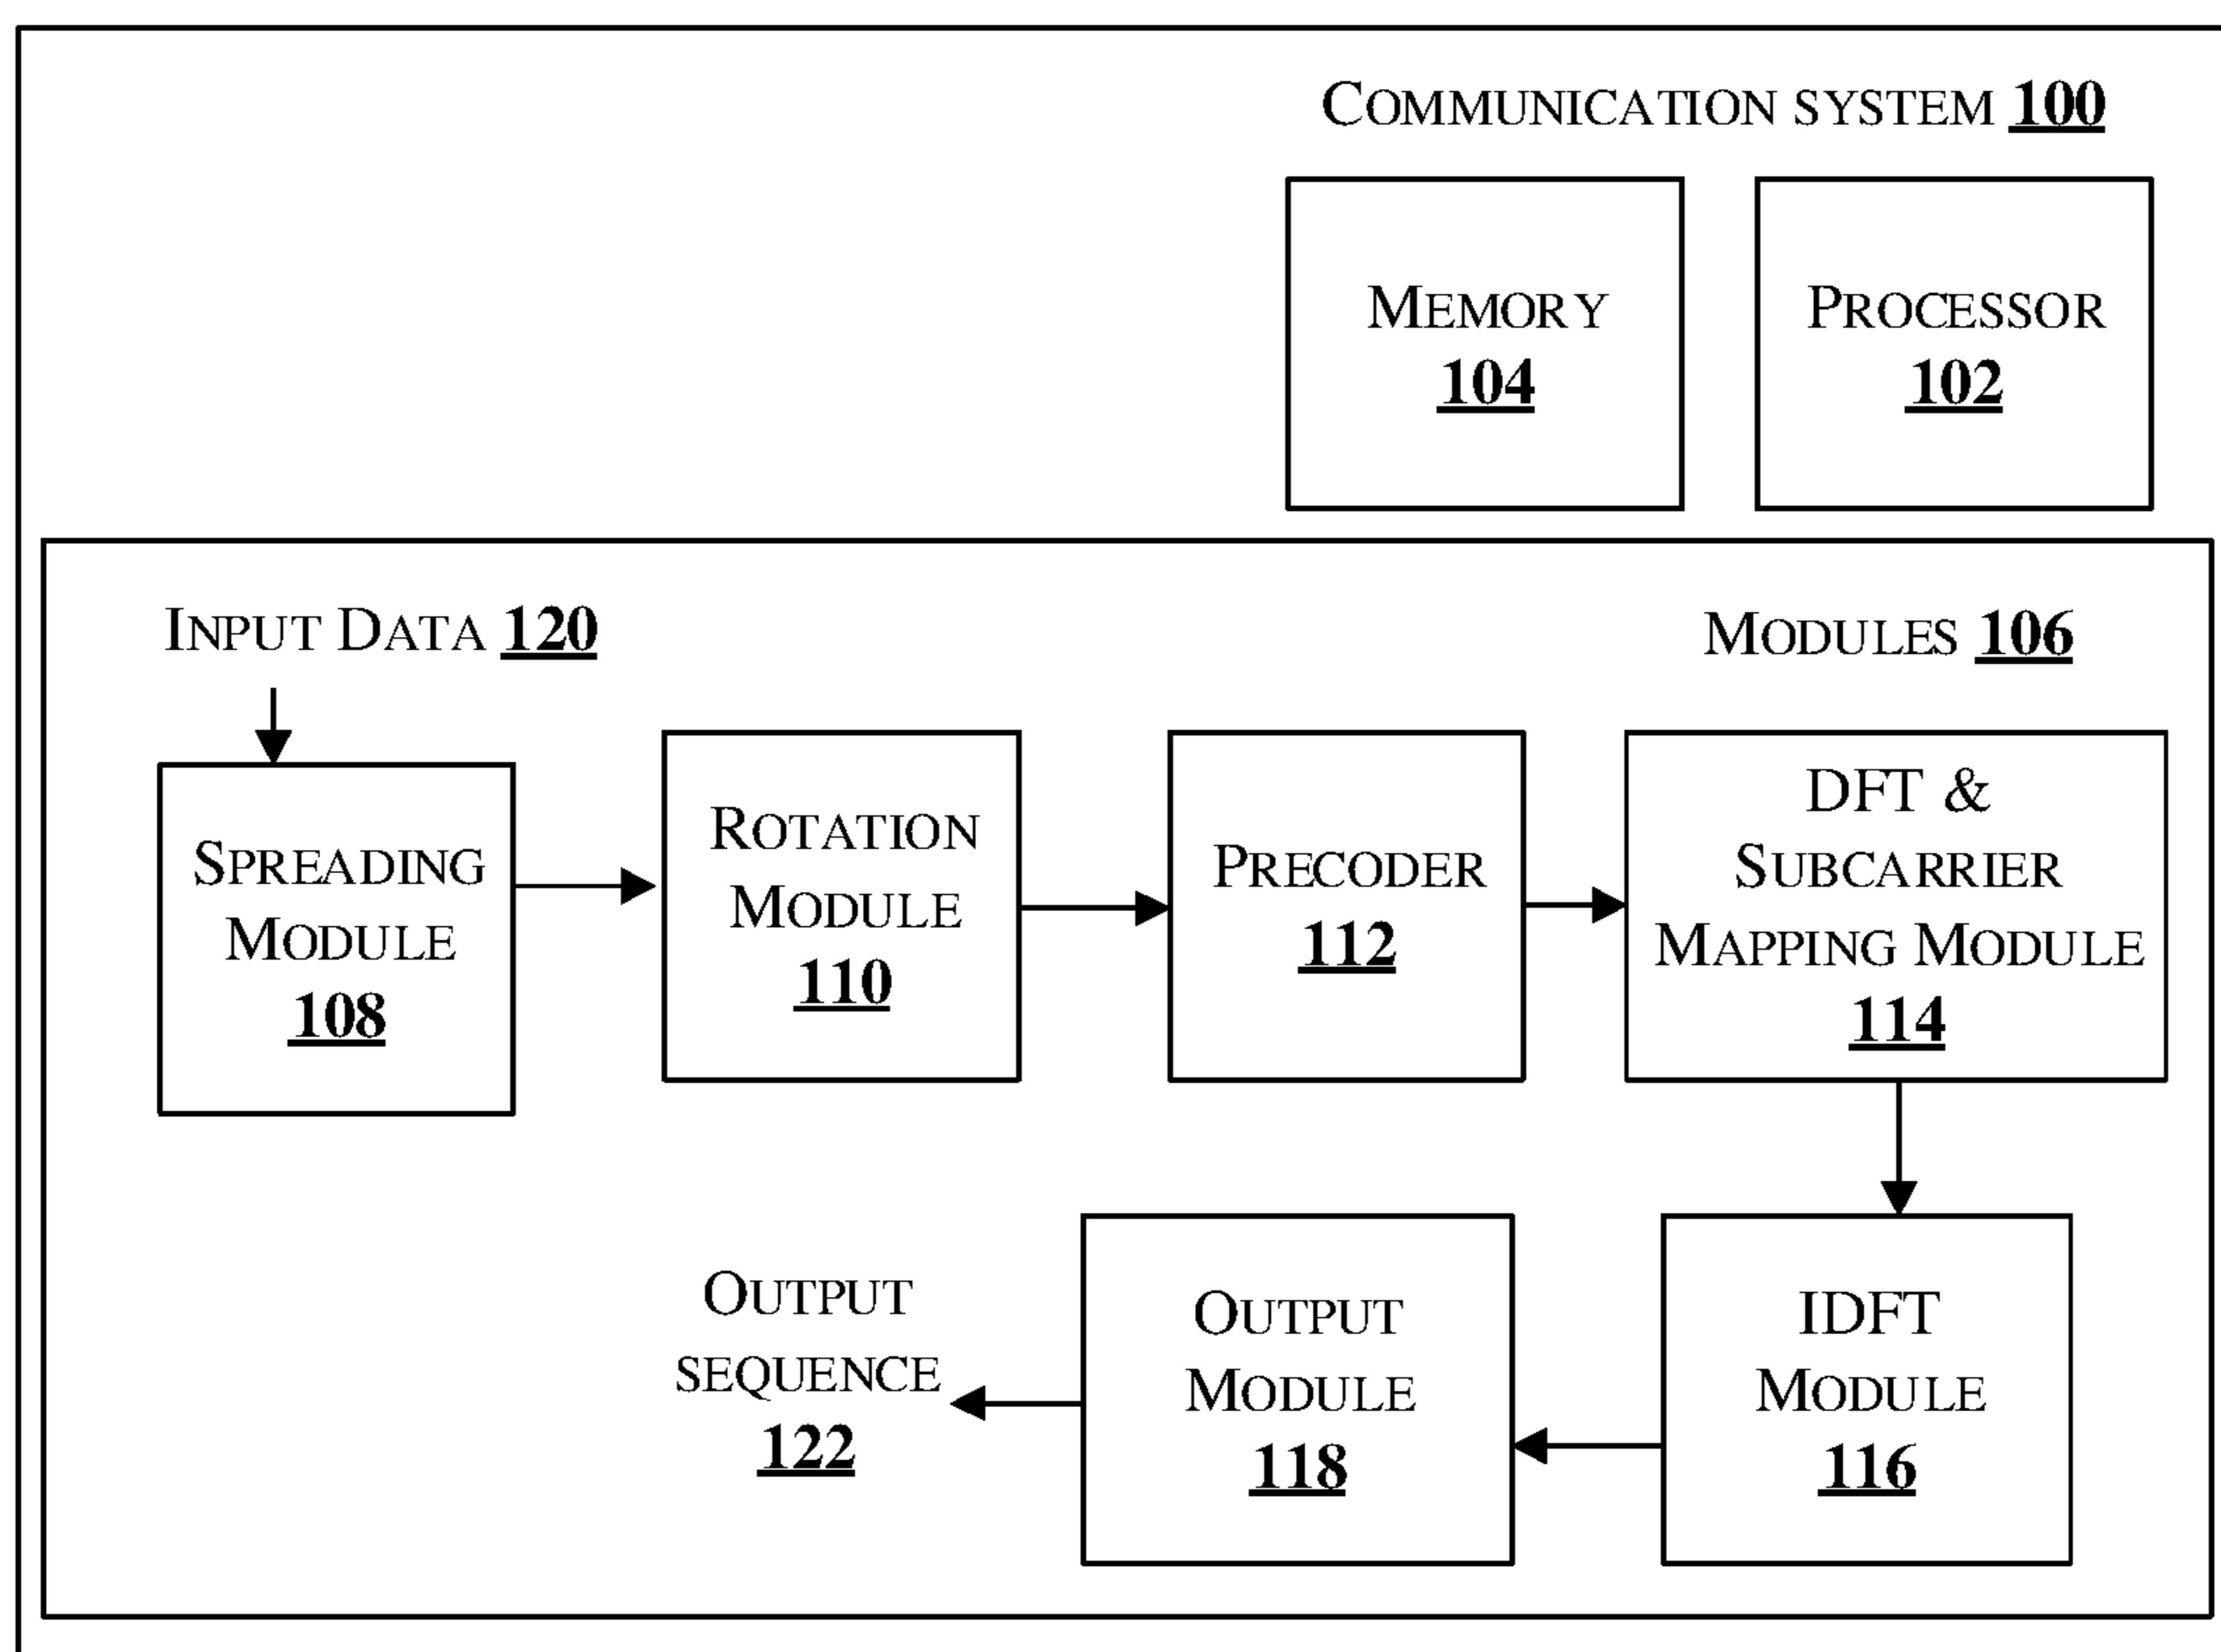 COMMUNICATION SYSTEM 100
MEMORY
104
PROCESSOR
102
INPUT DATA 120
MODULES 106
SPREADING
MODULE
108
ROTATION
MODULE
110
PRECODER
112
DFT &
SUBCARRIER
MAPPING MODULE
114
OUTPUT
SEQUENCE
122
OUTPUT
MODULE
118
IDFT
MODULE
116